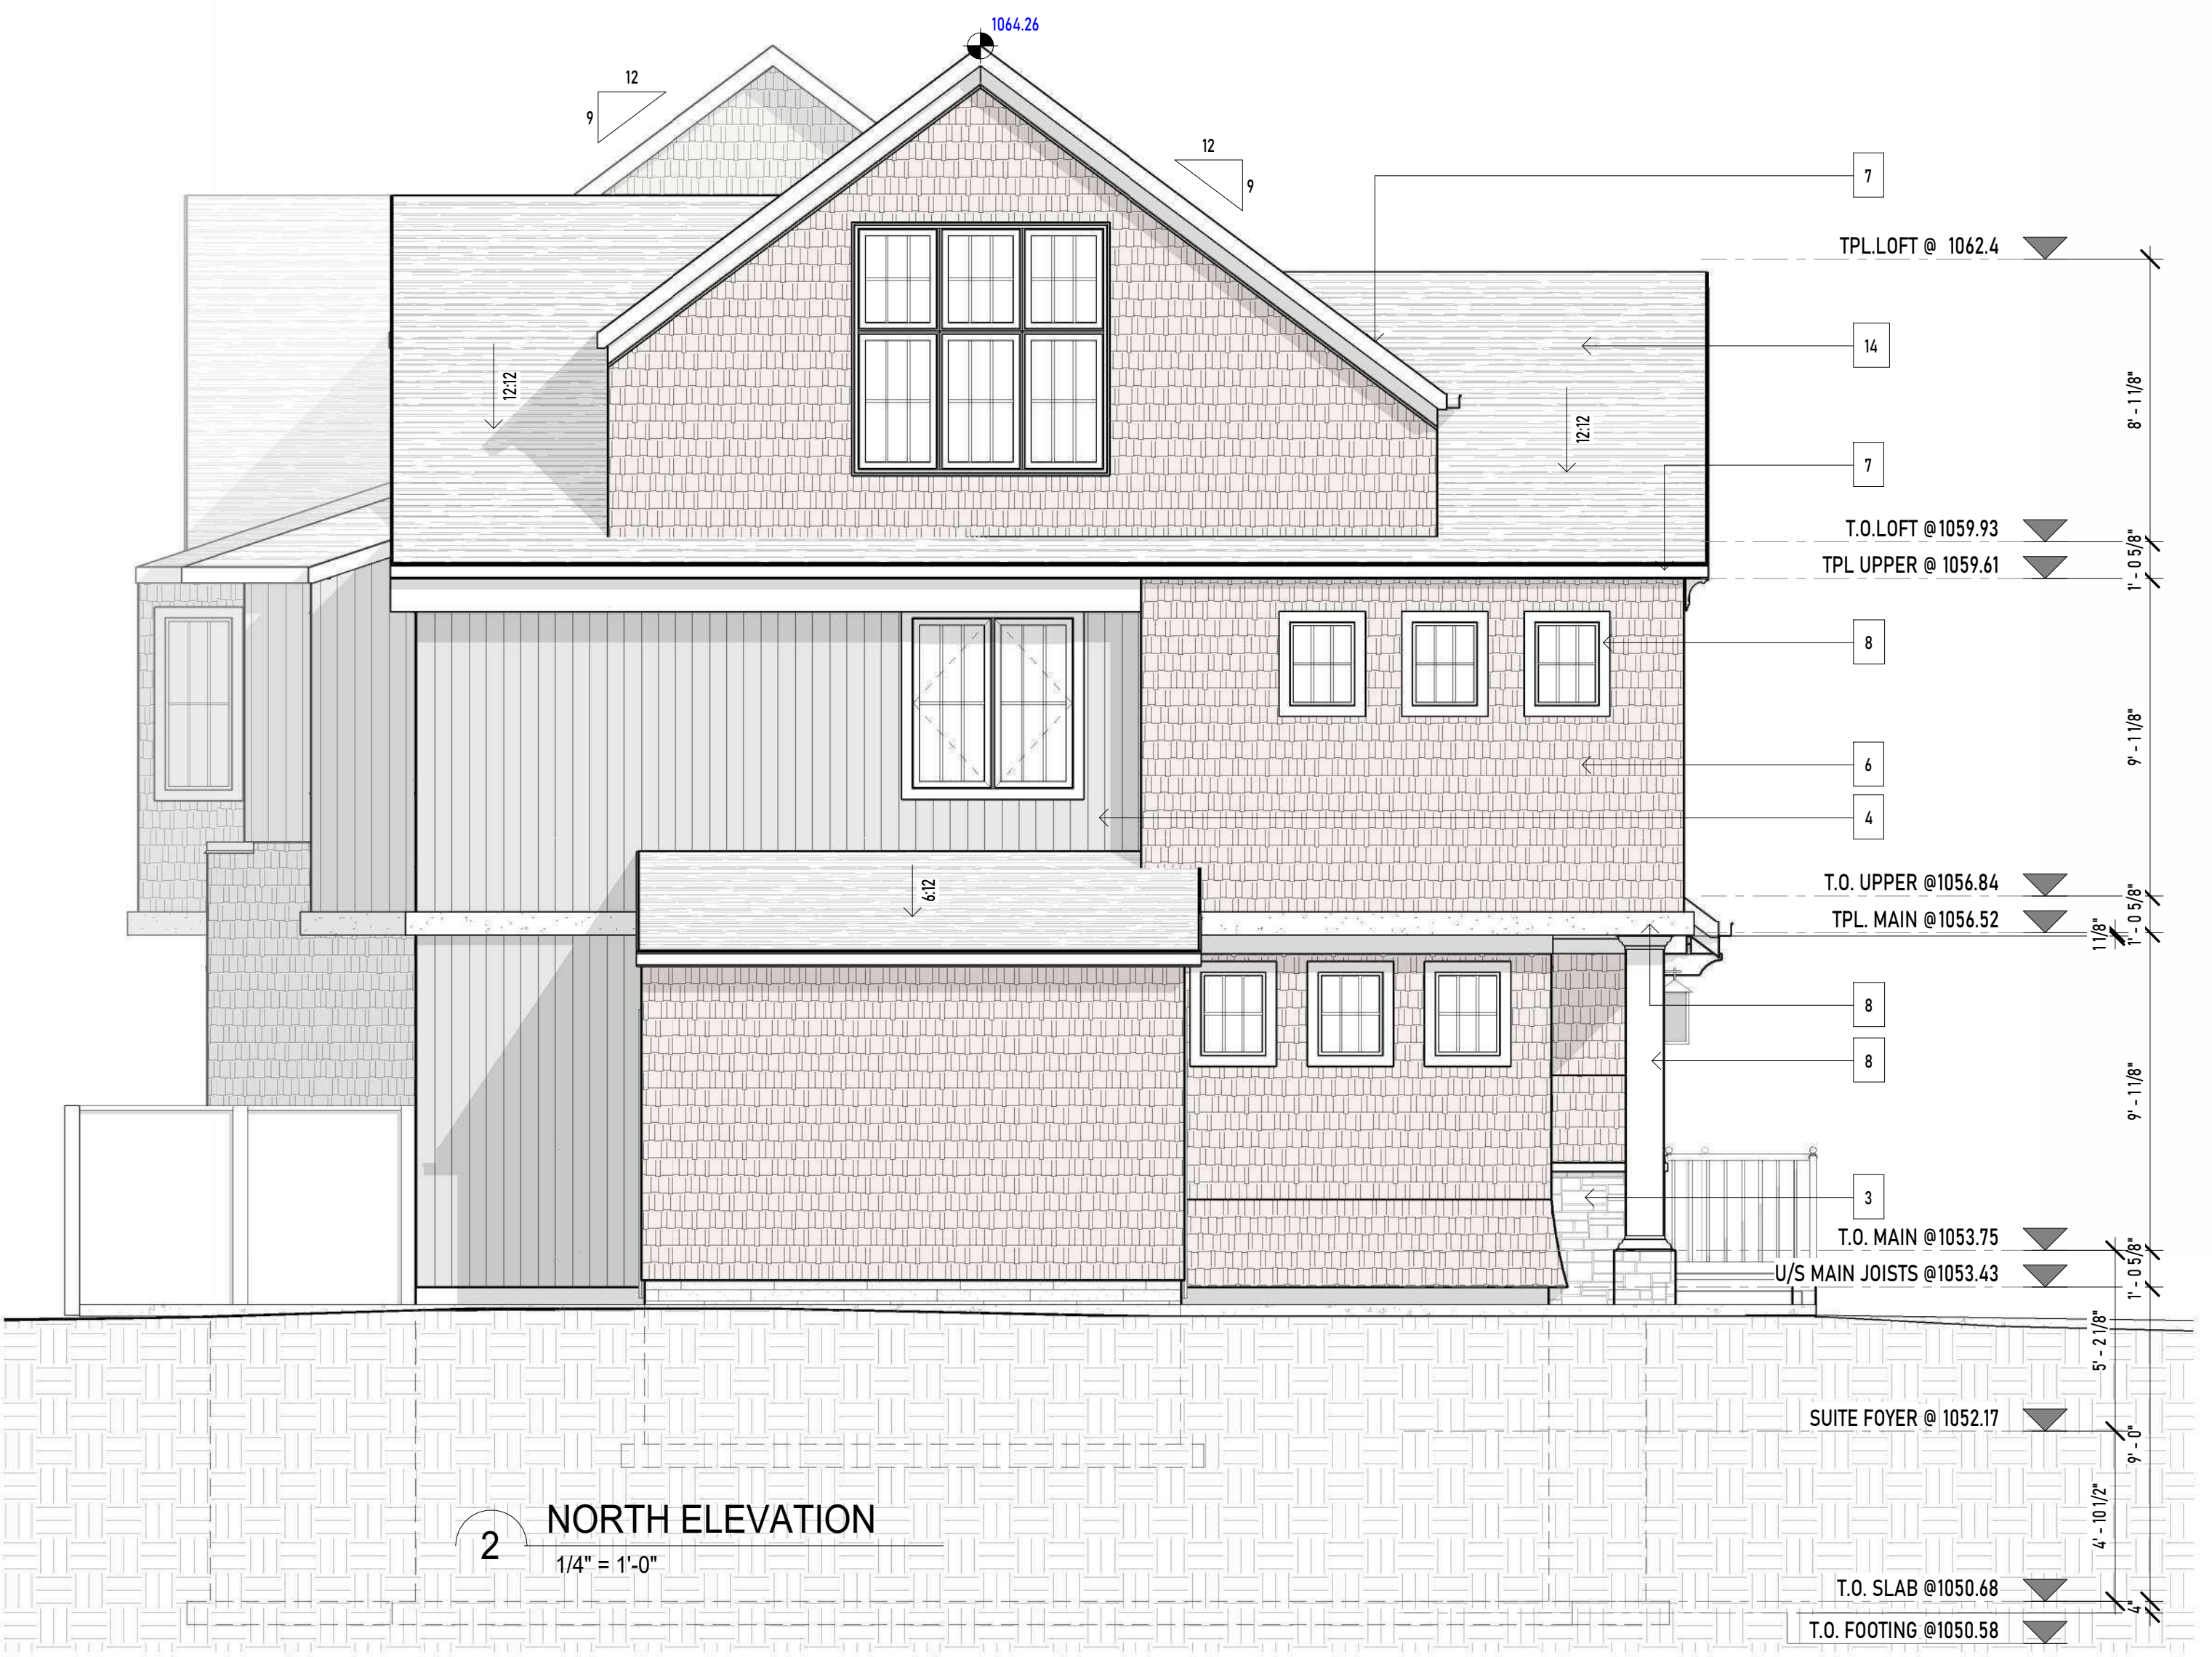 1064.26
12
9
12
9
7
TPL.LOFT @ 1062.4
14
12:12
8' - 1 1/8"
12:12
7
T.O.LOFT @1059.93
1' - 0 5/8"
TPL UPPER @ 1059.61
8
9' - 1 1/8"
6
4
6:12
T.O. UPPER @1056.84
1' - 0 5/8"
TPL. MAIN @1056.52
1 1/8"
8
8
9' - 1 1/8"
3
T.O. MAIN @1053.75
1' - 0 5/8"
U/S MAIN JOISTS @1053.43
5' - 2 1/8"
SUITE FOYER @ 1052.17
9' - 0"
4' - 10 1/2"
2
NORTH ELEVATION
1/4" = 1'-0"
T.O. SLAB @1050.68
4"
T.O. FOOTING @1050.58